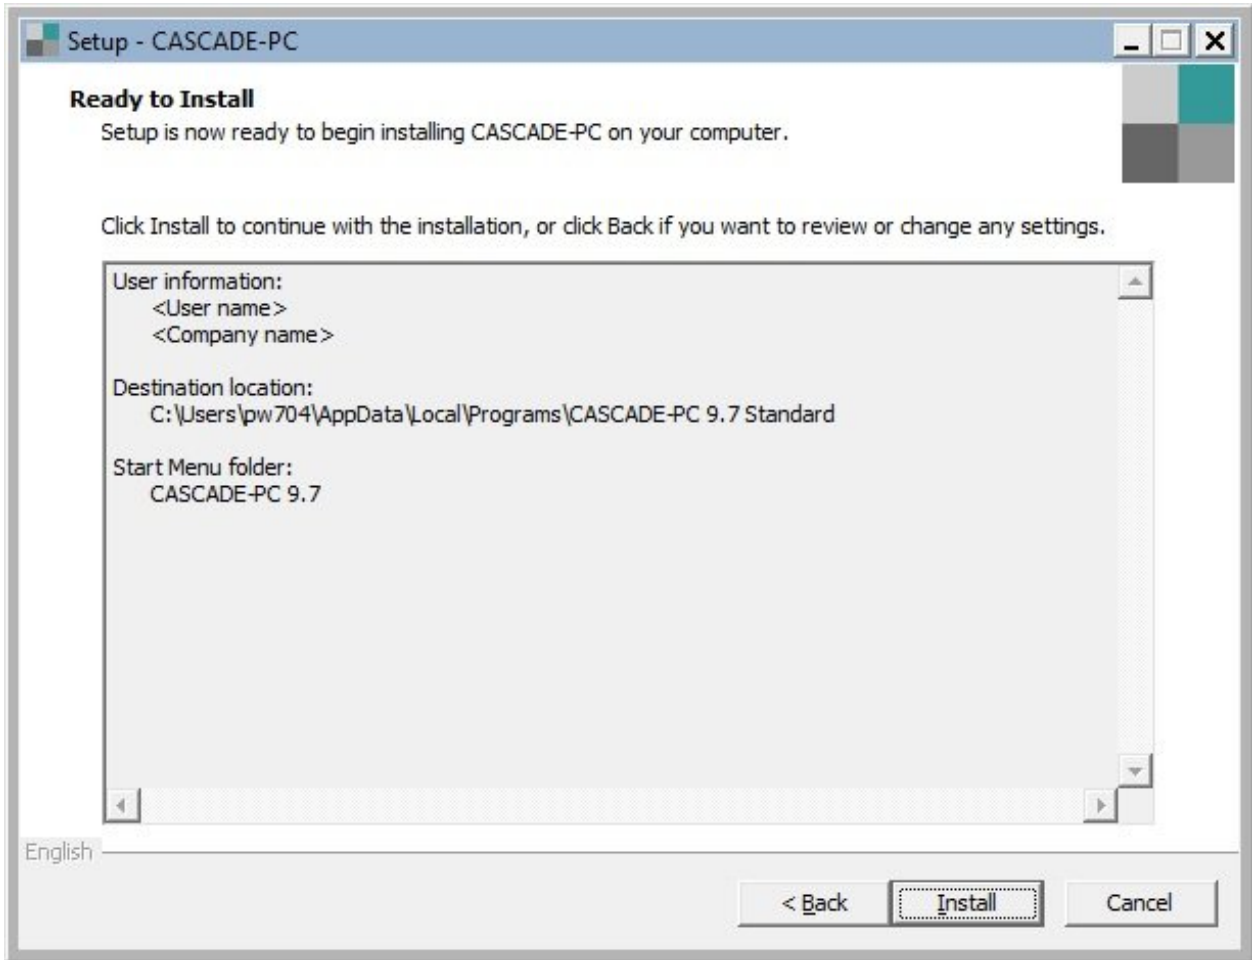 Setup - CASCADE-PC
Ready to Install
Setup is now ready to begin installing CASCADE-PC on your computer.
Click Install to continue with the installation, or click Back if you want to review or change any settings.
User information:
<User name>
<Company name>
Destination location:
C:\Users\pw704\AppData\Local\Programs\CASCADE-PC 9.7 Standard
Start Menu folder:
CASCADE-PC 9.7
English
< Back
Install
Cancel